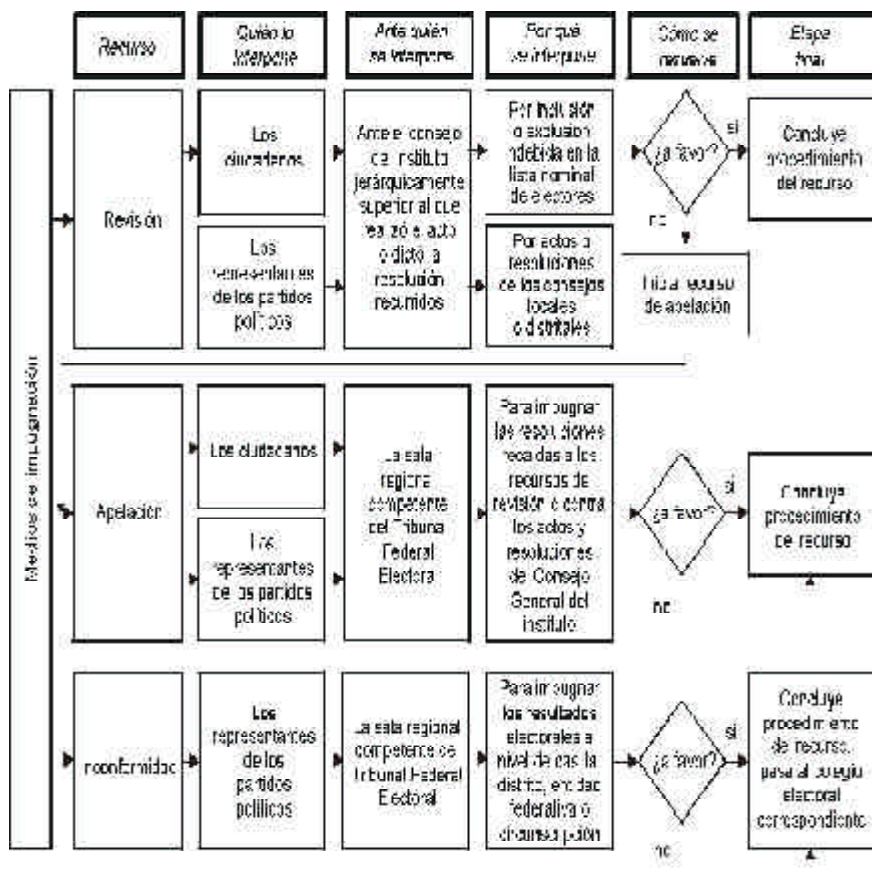 Recurso
Quién lo
interpone
Ante quién
se interpone
Por qué
se interpone
Cómo se
resuelve
Etapa
final
Medios de impugnación
Revisión
Los
ciudadanos
Los
representantes
de los partidos
políticos
Ante el consejo
del instituto
jerárquicamente
superior al que
realizó el acto
o dictó la
resolución
recurridos
Por inclusión
o exclusión
indebida en la
lista nominal
de electores
Por actos o
resoluciones
de los consejos
locales
o distritales
¿a favor?
si
no
Concluye
procedimiento
del recurso
recurso
de apelación
Apelación
Los ciudadanos
Los
representantes
de los partidos
políticos
La sala
regional
competente
del Tribunal
Federal
Electoral
Para impugnar
las resoluciones
recaídas a los
recursos de
revisión o contra
los actos y
resoluciones
del Consejo
General del
instituto
¿a favor?
si
no
Concluye
procedimiento
del recurso
Inconformidad
Los
representantes
de los
partidos
políticos
La sala regional
competente del
Tribunal Federal
Electoral
Para impugnar
los resultados
electorales a
nivel de
distrito, entidad
federativa o
circunscripción
¿a favor?
si
no
Concluye
procedimiento
de recurso,
pasa al colegio
electoral
correspondiente